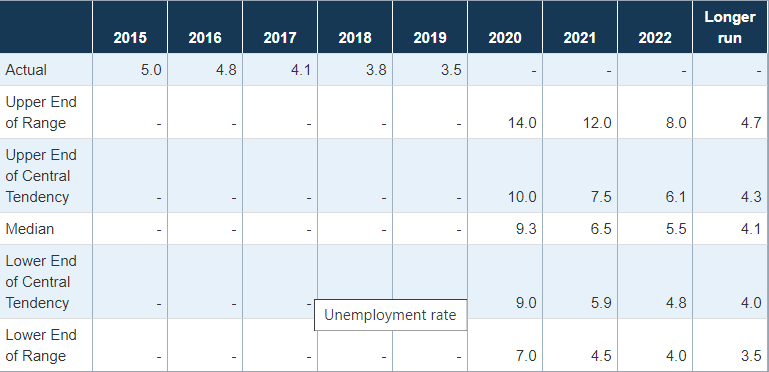 2015 2016 2017 2018 2019 2020 2021 2022 Longer run
Actual 5.0 4.8 4.1 3.8 3.5 - - - -
Upper End of Range - - - - - 14.0 12.0 8.0 4.7
Upper End of Central Tendency - - - - - 10.0 7.5 6.1 4.3
Median - - - - - 9.3 6.5 5.5 4.1
Lower End of Central Tendency - - - - - 9.0 5.9 4.8 4.0
Unemployment rate
Lower End of Range - - - - - 7.0 4.5 4.0 3.5